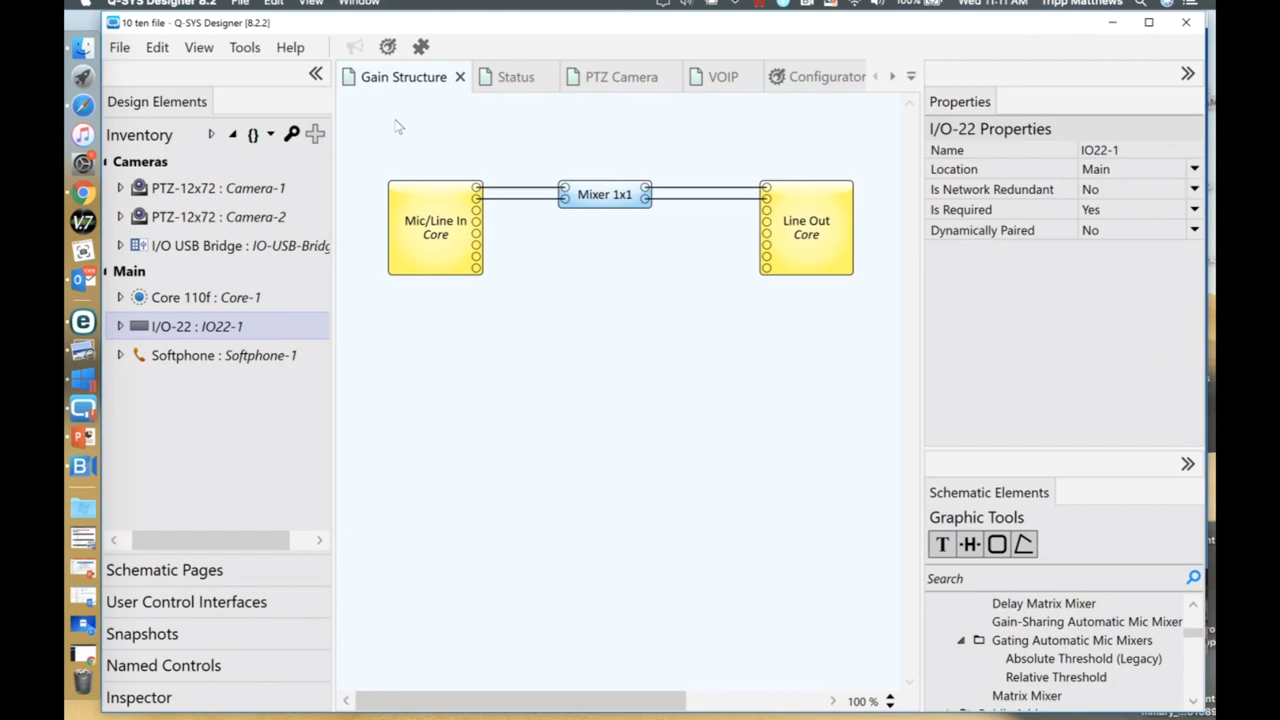 Q-SYS Designer 8.2 File Edit View Window
100% Wed 11:11 AM Tripp Matthews
10 ten file - Q-SYS Designer [8.2.2]
File Edit View Tools Help
Gain Structure Status PTZ Camera VOIP Configurator
Design Elements
Inventory {}
Cameras
PTZ-12x72 : Camera-1
PTZ-12x72 : Camera-2
I/O USB Bridge : IO-USB-Bridg
Main
Core 110f : Core-1
I/O-22 : IO22-1
Softphone : Softphone-1
Schematic Pages
User Control Interfaces
Snapshots
Named Controls
Inspector
Mic/Line In
Core
Mixer 1x1
Line Out
Core
100 %
Properties
I/O-22 Properties
Name IO22-1
Location Main
Is Network Redundant No
Is Required Yes
Dynamically Paired No
Schematic Elements
Graphic Tools
T H
Search
Delay Matrix Mixer
Gain-Sharing Automatic Mic Mixer
Gating Automatic Mic Mixers
Absolute Threshold (Legacy)
Relative Threshold
Matrix Mixer